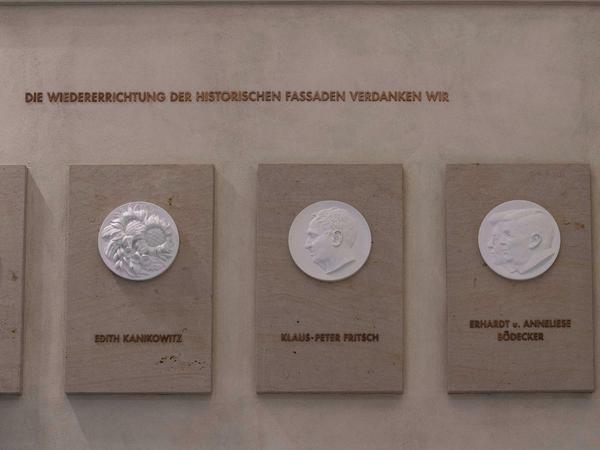 DIE WIEDERERRICHTUNG DER HISTORISCHEN FASSADEN VERDANKEN WIR
EDITH KANIKOWITZ
KLAUS-PETER FRITSCH
ERHARDT u. ANNELIESE
BÖDECKER